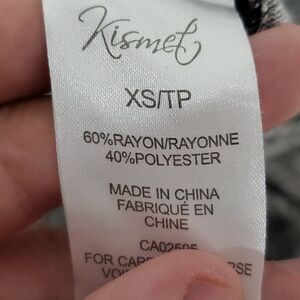 Kismet
XS/TP
60%RAYON/RAYONNE
40%POLYESTER
MADE IN CHINA
FABRIQUÉ EN
CHINE
FOR